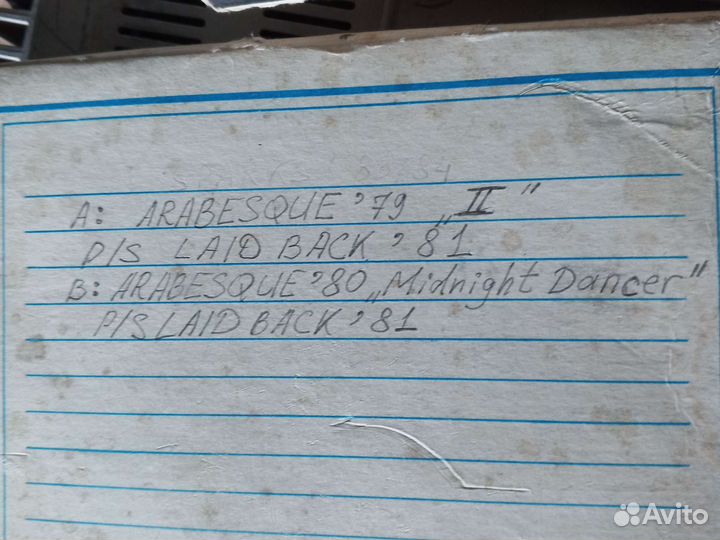 A: ARABESQUE '79 „II"
P/S LAID BACK '81
B: ARABESQUE '80 „Midnight Dancer"
P/S LAID BACK '81
Avito